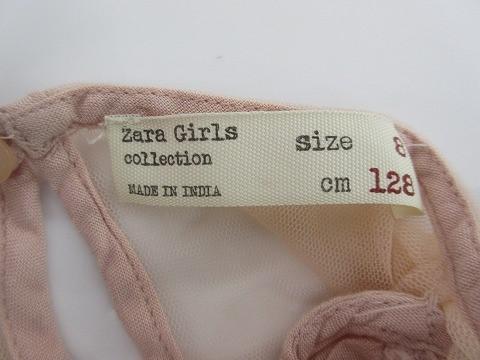 Zara Girls
collection
MADE IN INDIA
size 8
cm 128